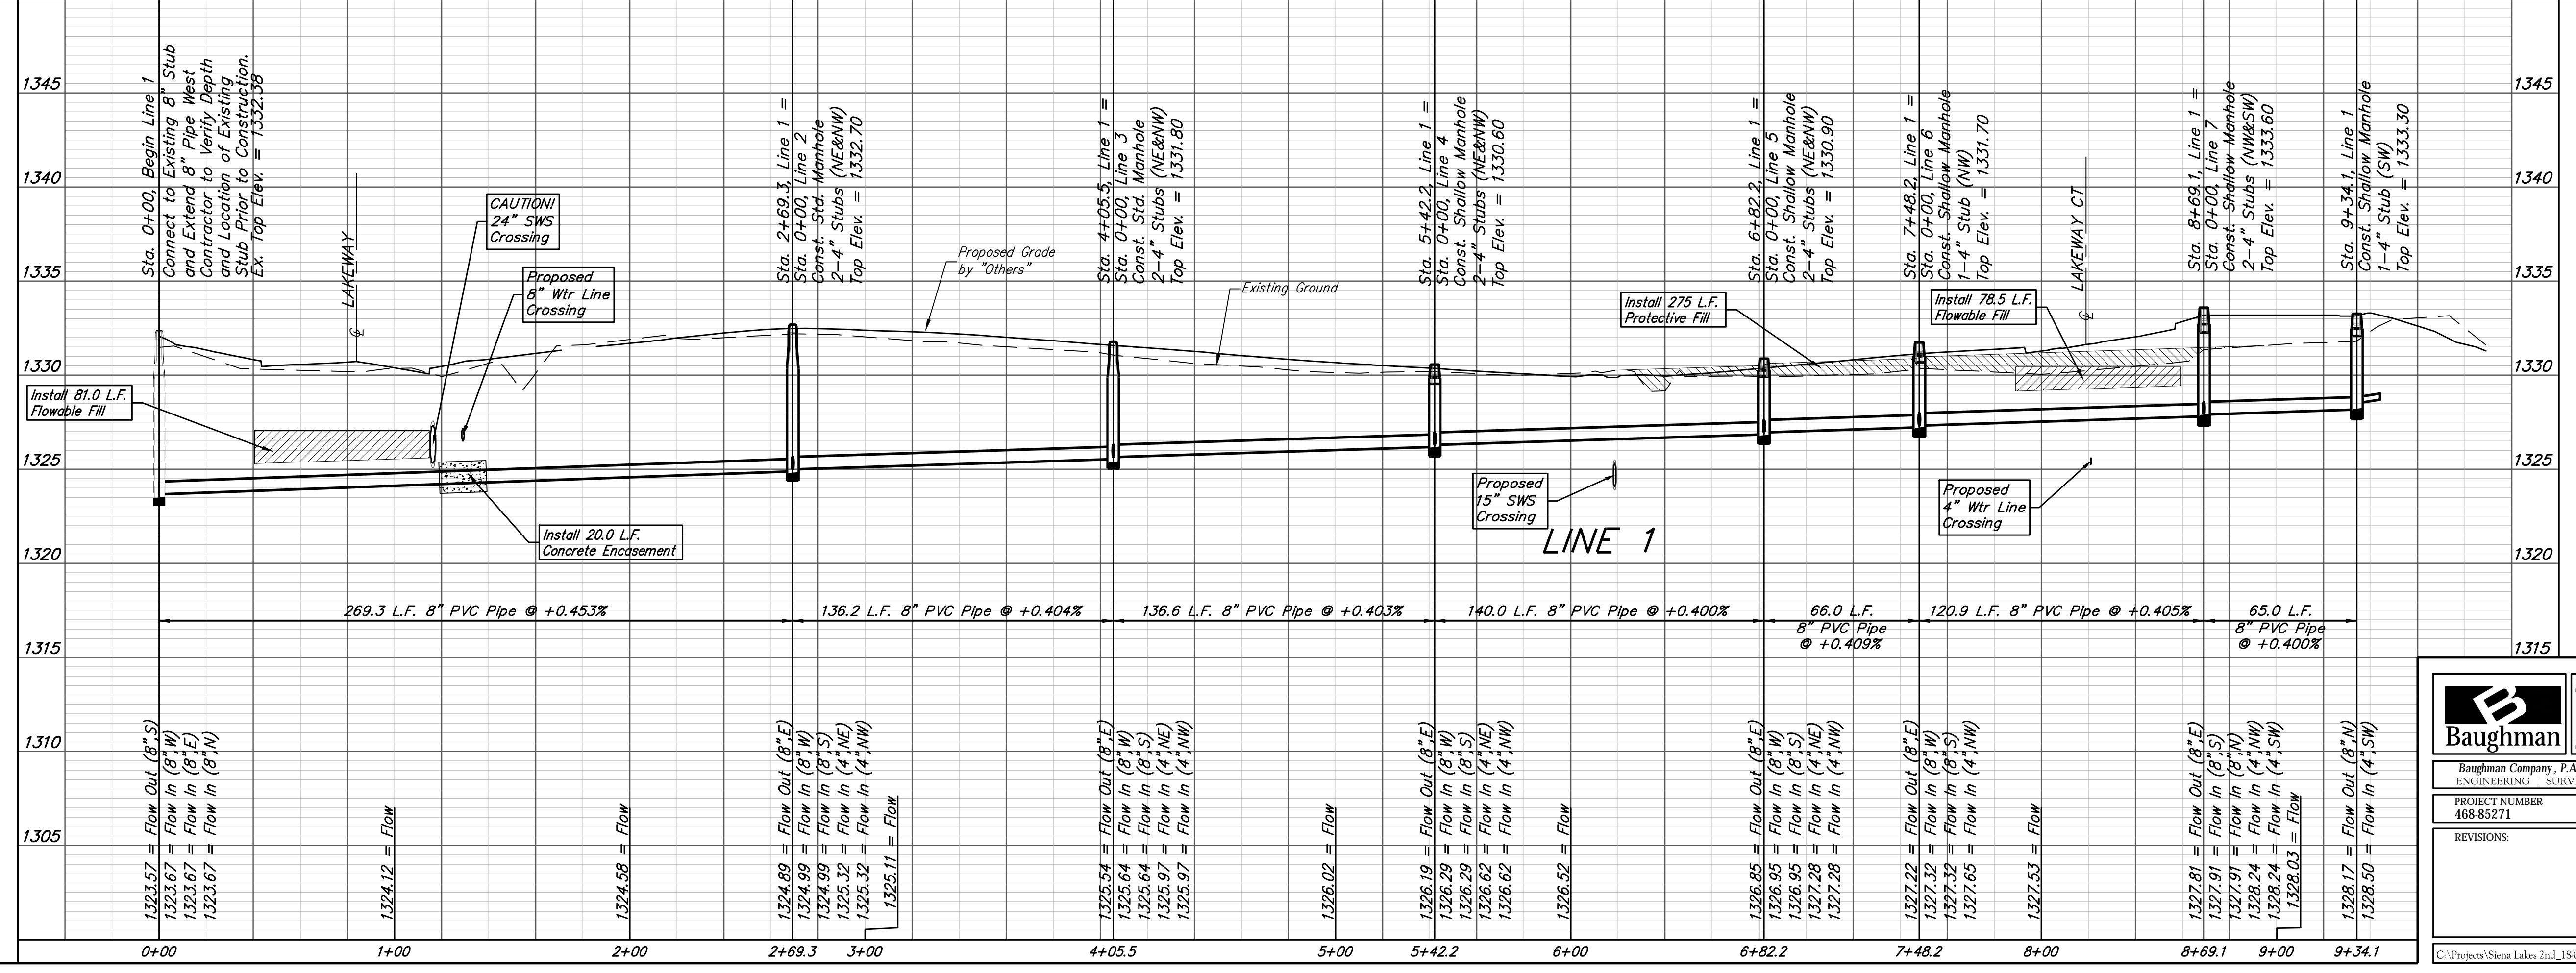 1345
1340
1335
1330
1325
1320
1315
1310
1305
Sta. 0+00, Begin Line 1
Connect to Existing 8" Stub
and Extend 8" Pipe West
Contractor to Verify Depth
and Location of Existing
Stub Prior to Construction.
Ex. Top Elev. = 1332.38
LAKEWAY
℄
CAUTION!
24" SWS
Crossing
Proposed
8" Wtr Line
Crossing
Install 81.0 L.F.
Flowable Fill
Install 20.0 L.F.
Concrete Encasement
Sta. 2+69.3, Line 1 =
Sta. 0+00, Line 2
Const. Std. Manhole
2-4" Stubs (NE&NW)
Top Elev. = 1332.70
Proposed Grade
by "Others"
Sta. 4+05.5, Line 1 =
Sta. 0+00, Line 3
Const. Std. Manhole
2-4" Stubs (NE&NW)
Top Elev. = 1331.80
Existing Ground
Sta. 5+42.2, Line 1 =
Sta. 0+00, Line 4
Const. Shallow Manhole
2-4" Stubs (NE&NW)
Top Elev. = 1330.60
Proposed
15" SWS
Crossing
Install 275 L.F.
Protective Fill
Sta. 6+82.2, Line 1 =
Sta. 0+00, Line 5
Const. Shallow Manhole
2-4" Stubs (NE&NW)
Top Elev. = 1330.90
Sta. 7+48.2, Line 1 =
Sta. 0+00, Line 6
Const. Shallow Manhole
1-4" Stub (NW)
Top Elev. = 1331.70
Install 78.5 L.F.
Flowable Fill
LAKEWAY CT
℄
Proposed
4" Wtr Line
Crossing
Sta. 8+69.1, Line 1 =
Sta. 0+00, Line 7
Const. Shallow Manhole
2-4" Stubs (NW&SW)
Top Elev. = 1333.60
Sta. 9+34.1, Line 1
Const. Shallow Manhole
1-4" Stub (SW)
Top Elev. = 1333.30
1345
1340
1335
1330
1325
1320
1315
LINE 1
269.3 L.F. 8" PVC Pipe @ +0.453%
136.2 L.F. 8" PVC Pipe @ +0.404%
136.6 L.F. 8" PVC Pipe @ +0.403%
140.0 L.F. 8" PVC Pipe @ +0.400%
66.0 L.F.
8" PVC Pipe
@ +0.409%
120.9 L.F. 8" PVC Pipe @ +0.405%
65.0 L.F.
8" PVC Pipe
@ +0.400%
1323.57 = Flow Out (8",S)
1323.67 = Flow In (8",W)
1323.67 = Flow In (8",E)
1323.67 = Flow In (8",N)
1324.12 = Flow
1324.58 = Flow
1324.89 = Flow Out (8",E)
1324.99 = Flow In (8",W)
1324.99 = Flow In (8",S)
1325.32 = Flow In (4",NE)
1325.32 = Flow In (4",NW)
1325.11 = Flow
1325.54 = Flow Out (8",E)
1325.64 = Flow In (8",W)
1325.64 = Flow In (8",S)
1325.97 = Flow In (4",NE)
1325.97 = Flow In (4",NW)
1326.02 = Flow
1326.19 = Flow Out (8",E)
1326.29 = Flow In (8",W)
1326.29 = Flow In (8",S)
1326.62 = Flow In (4",NE)
1326.62 = Flow In (4",NW)
1326.52 = Flow
1326.85 = Flow Out (8",E)
1326.95 = Flow In (8",W)
1326.95 = Flow In (8",S)
1327.28 = Flow In (4",NE)
1327.28 = Flow In (4",NW)
1327.22 = Flow Out (8",E)
1327.32 = Flow In (8",W)
1327.32 = Flow In (8",S)
1327.65 = Flow In (4",NW)
1327.53 = Flow
1327.81 = Flow Out (8",E)
1327.91 = Flow In (8",S)
1327.91 = Flow In (8",N)
1328.24 = Flow In (4",NW)
1328.24 = Flow In (4",SW)
1328.03 = Flow
1328.17 = Flow Out (8",N)
1328.50 = Flow In (4",SW)
0+00
1+00
2+00
2+69.3
3+00
4+05.5
5+00
5+42.2
6+00
6+82.2
7+48.2
8+00
8+69.1
9+00
9+34.1
B
Baughman
Baughman Company, P.A
ENGINEERING | SURV
PROJECT NUMBER
468-85271
REVISIONS:
C:\Projects\Siena Lakes 2nd_18